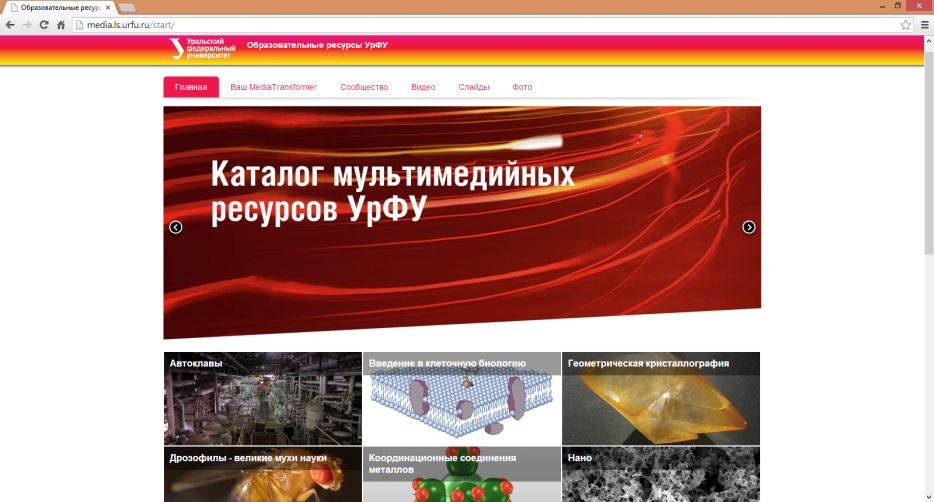 Образовательные ресур
media.ls.urfu.ru/start/
Уральский
федеральный
университет
Образовательные ресурсы УрФУ
Главная
Ваш MediaTransformer
Сообщество
Видео
Слайды
Фото
Каталог мультимедийных
ресурсов УрФУ
Автоклавы
Введение в клеточную биологию
Геометрическая кристаллография
Дрозофилы - великие мухи науки
Координационные соединения
металлов
Нано